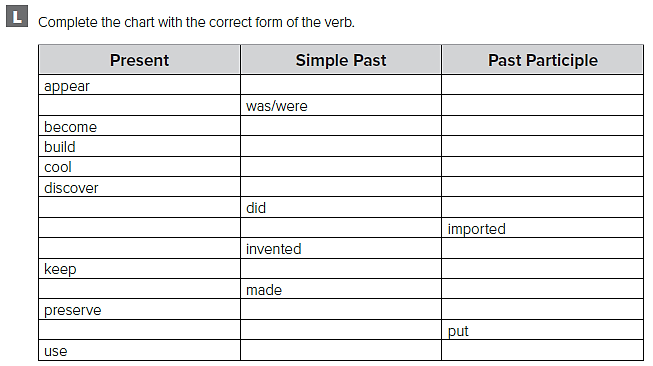 L Complete the chart with the correct form of the verb.
Present Simple Past Past Participle
appear
was/were
become
build
cool
discover
did
imported
invented
keep
made
preserve
put
use